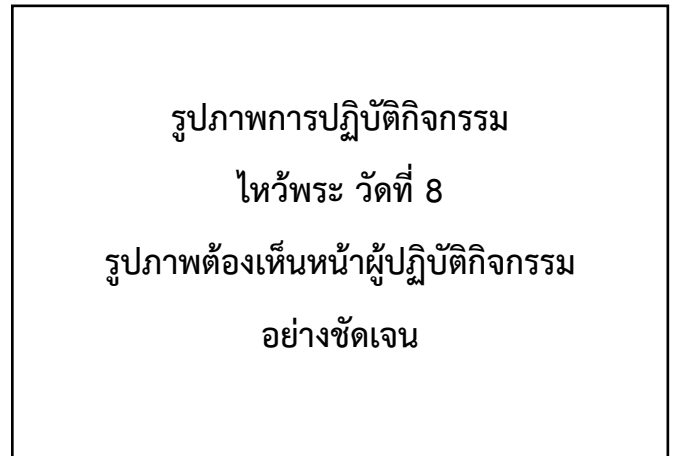 รูปภาพการปฏิบัติกิจกรรม
ไหว้พระ วัดที่ 8
รูปภาพต้องเห็นหน้าผู้ปฏิบัติกิจกรรม
อย่างชัดเจน